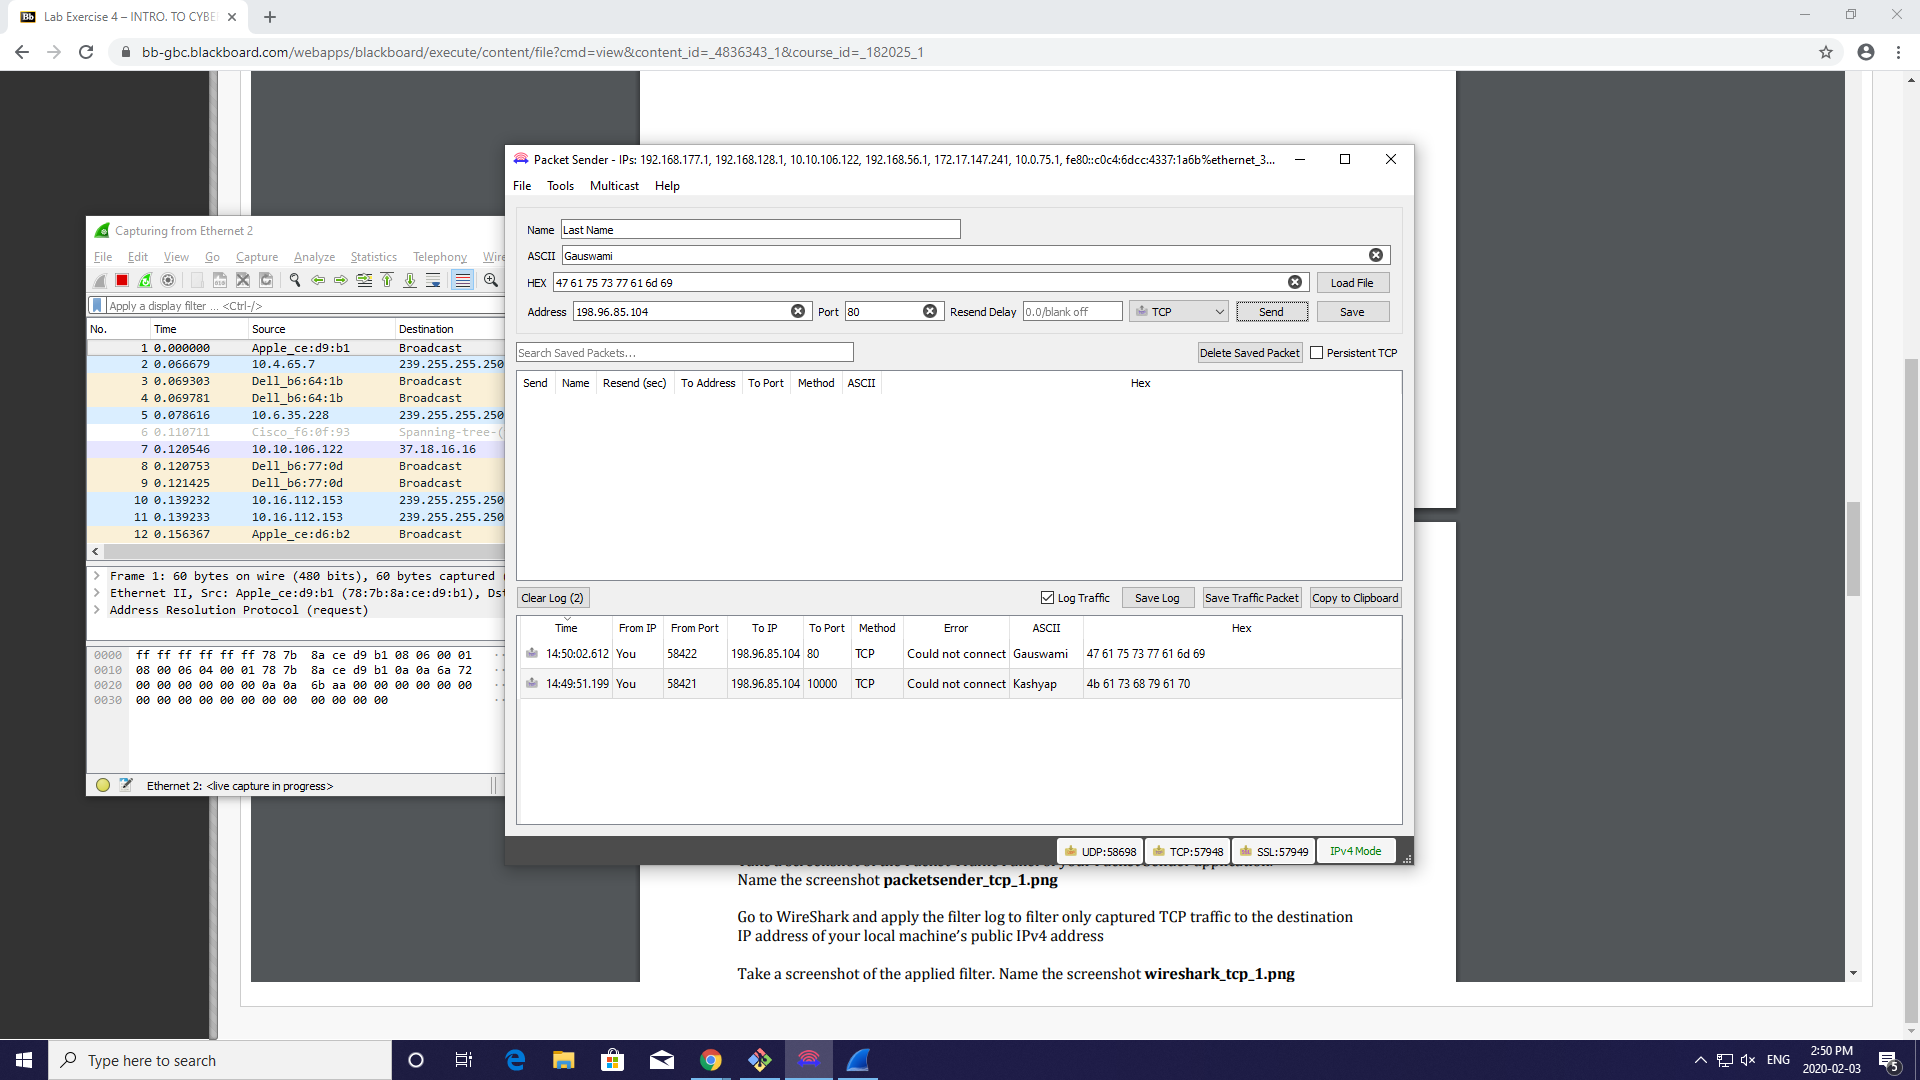 Lab Exercise 4 – INTRO. TO CYBE
bb-gbc.blackboard.com/webapps/blackboard/execute/content/file?cmd=view&content_id=_4836343_1&course_id=_182025_1
Packet Sender - IPs: 192.168.177.1, 192.168.128.1, 10.10.106.122, 192.168.56.1, 172.17.147.241, 10.0.75.1, fe80::c0c4:6dcc:4337:1a6b%ethernet_3...
File Tools Multicast Help
Name Last Name
ASCII Gauswami
HEX 47 61 75 73 77 61 6d 69 Load File
Address 198.96.85.104 Port 80 Resend Delay 0.0/blank off TCP Send Save
Search Saved Packets... Delete Saved Packet Persistent TCP
Send Name Resend (sec) To Address To Port Method ASCII Hex
Clear Log (2) Log Traffic Save Log Save Traffic Packet Copy to Clipboard
Time From IP From Port To IP To Port Method Error ASCII Hex
14:50:02.612 You 58422 198.96.85.104 80 TCP Could not connect Gauswami 47 61 75 73 77 61 6d 69
14:49:51.199 You 58421 198.96.85.104 10000 TCP Could not connect Kashyap 4b 61 73 68 79 61 70
UDP:58698 TCP:57948 SSL:57949 IPv4 Mode
Capturing from Ethernet 2
File Edit View Go Capture Analyze Statistics Telephony Wire
Apply a display filter ... <Ctrl-/>
No. Time Source Destination
1 0.000000 Apple_ce:d9:b1 Broadcast
2 0.066679 10.4.65.7 239.255.255.250
3 0.069303 Dell_b6:64:1b Broadcast
4 0.069781 Dell_b6:64:1b Broadcast
5 0.078616 10.6.35.228 239.255.255.250
6 0.110711 Cisco_f6:0f:93 Spanning-tree-(
7 0.120546 10.10.106.122 37.18.16.16
8 0.120753 Dell_b6:77:0d Broadcast
9 0.121425 Dell_b6:77:0d Broadcast
10 0.139232 10.16.112.153 239.255.255.250
11 0.139233 10.16.112.153 239.255.255.250
12 0.156367 Apple_ce:d6:b2 Broadcast
Frame 1: 60 bytes on wire (480 bits), 60 bytes captured
Ethernet II, Src: Apple_ce:d9:b1 (78:7b:8a:ce:d9:b1), Dst
Address Resolution Protocol (request)
0000 ff ff ff ff ff ff 78 7b 8a ce d9 b1 08 06 00 01
0010 08 00 06 04 00 01 78 7b 8a ce d9 b1 0a 0a 6a 72
0020 00 00 00 00 00 00 0a 0a 6b aa 00 00 00 00 00 00
0030 00 00 00 00 00 00 00 00 00 00 00 00
Ethernet 2: <live capture in progress>
Name the screenshot packetsender_tcp_1.png
Go to WireShark and apply the filter log to filter only captured TCP traffic to the destination
IP address of your local machine's public IPv4 address
Take a screenshot of the applied filter. Name the screenshot wireshark_tcp_1.png
Type here to search
ENG
2:50 PM
2020-02-03
5